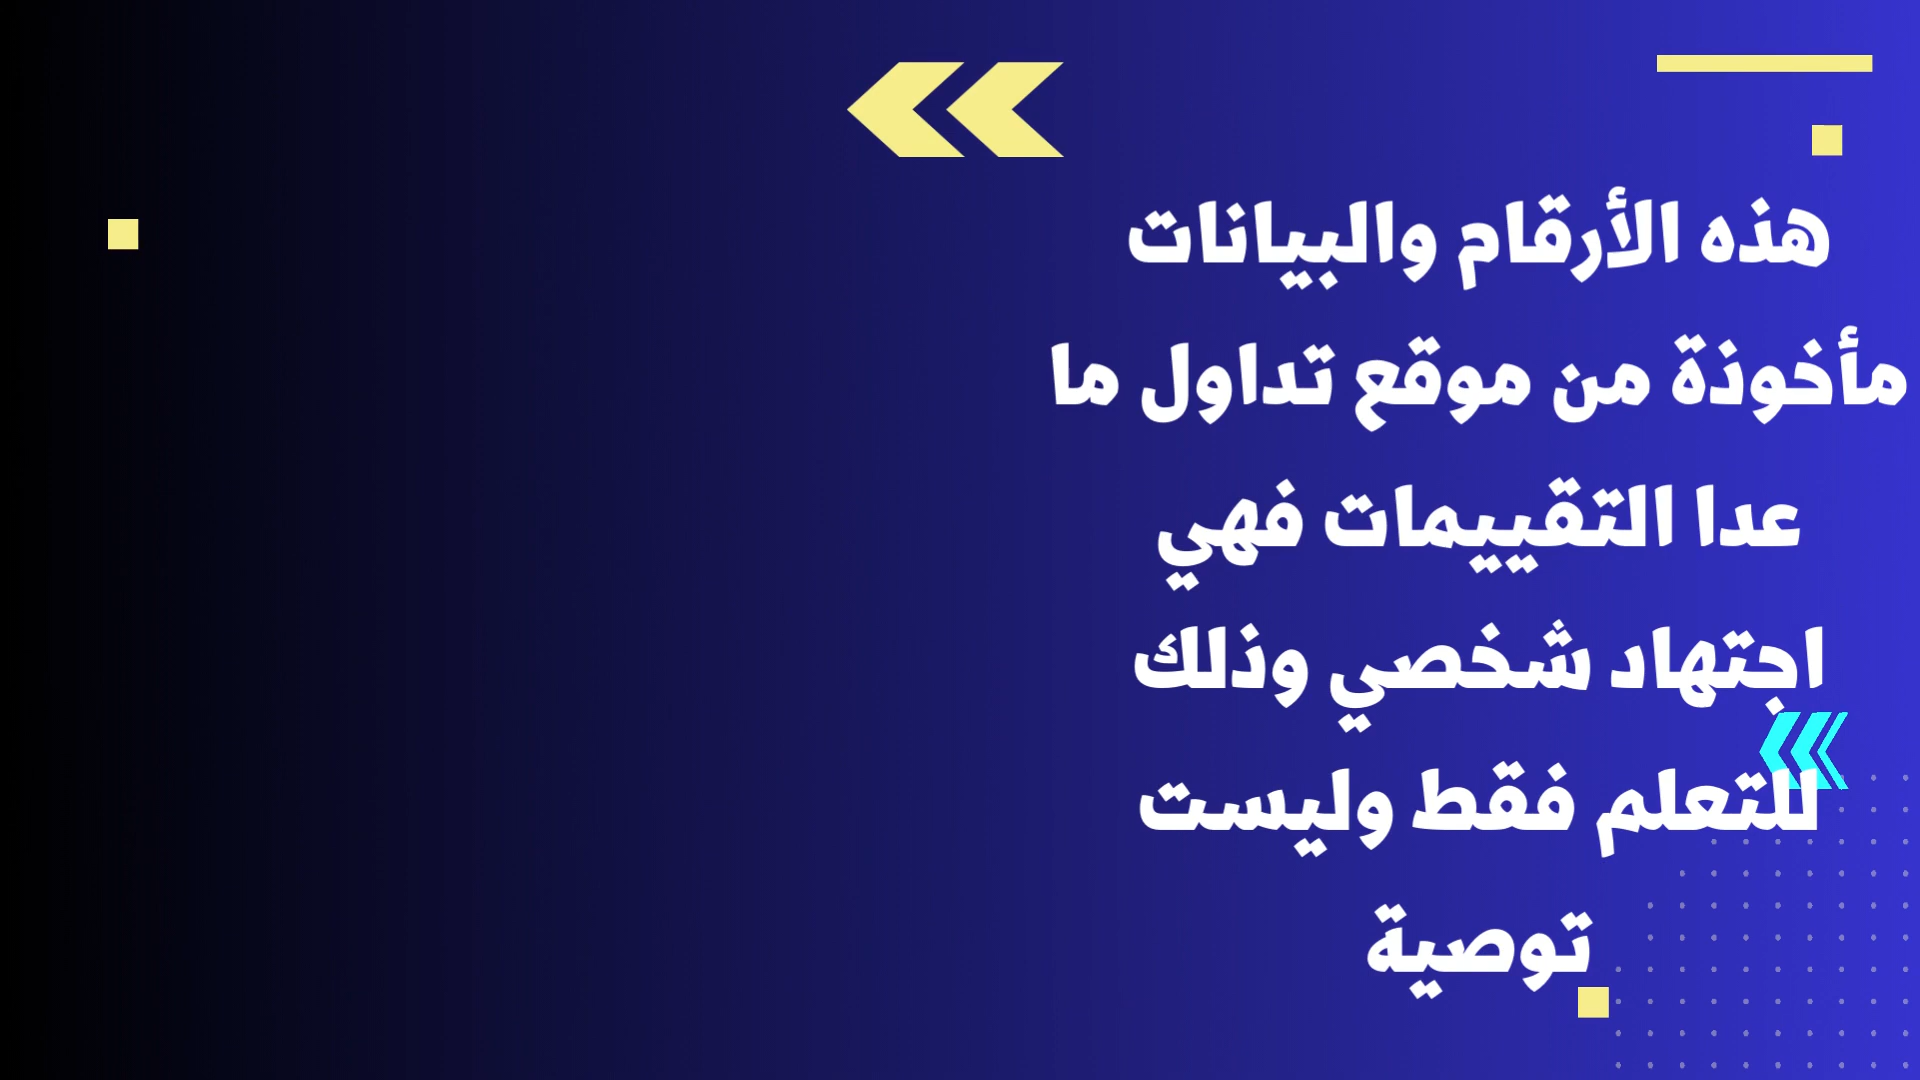 هذه الأرقام والبيانات
مأخوذة من موقع تداول ما
عدا التقييمات فهي
اجتهاد شخصي وذلك
للتعلم فقط وليست
توصية